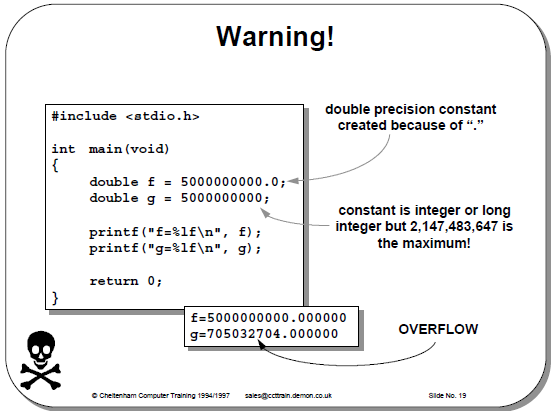 Warning!
#include <stdio.h>
int main(void)
{
double f = 5000000000.0;
double g = 5000000000;
printf("f=%lf\n", f);
printf("g=%lf\n", g);
return 0;
}
double precision constant
created because of “.”
constant is integer or long
integer but 2,147,483,647 is
the maximum!
f=5000000000.000000
g=705032704.000000
OVERFLOW
© Cheltenham Computer Training 1994/1997 sales@ccttrain.demon.co.uk Slide No. 19